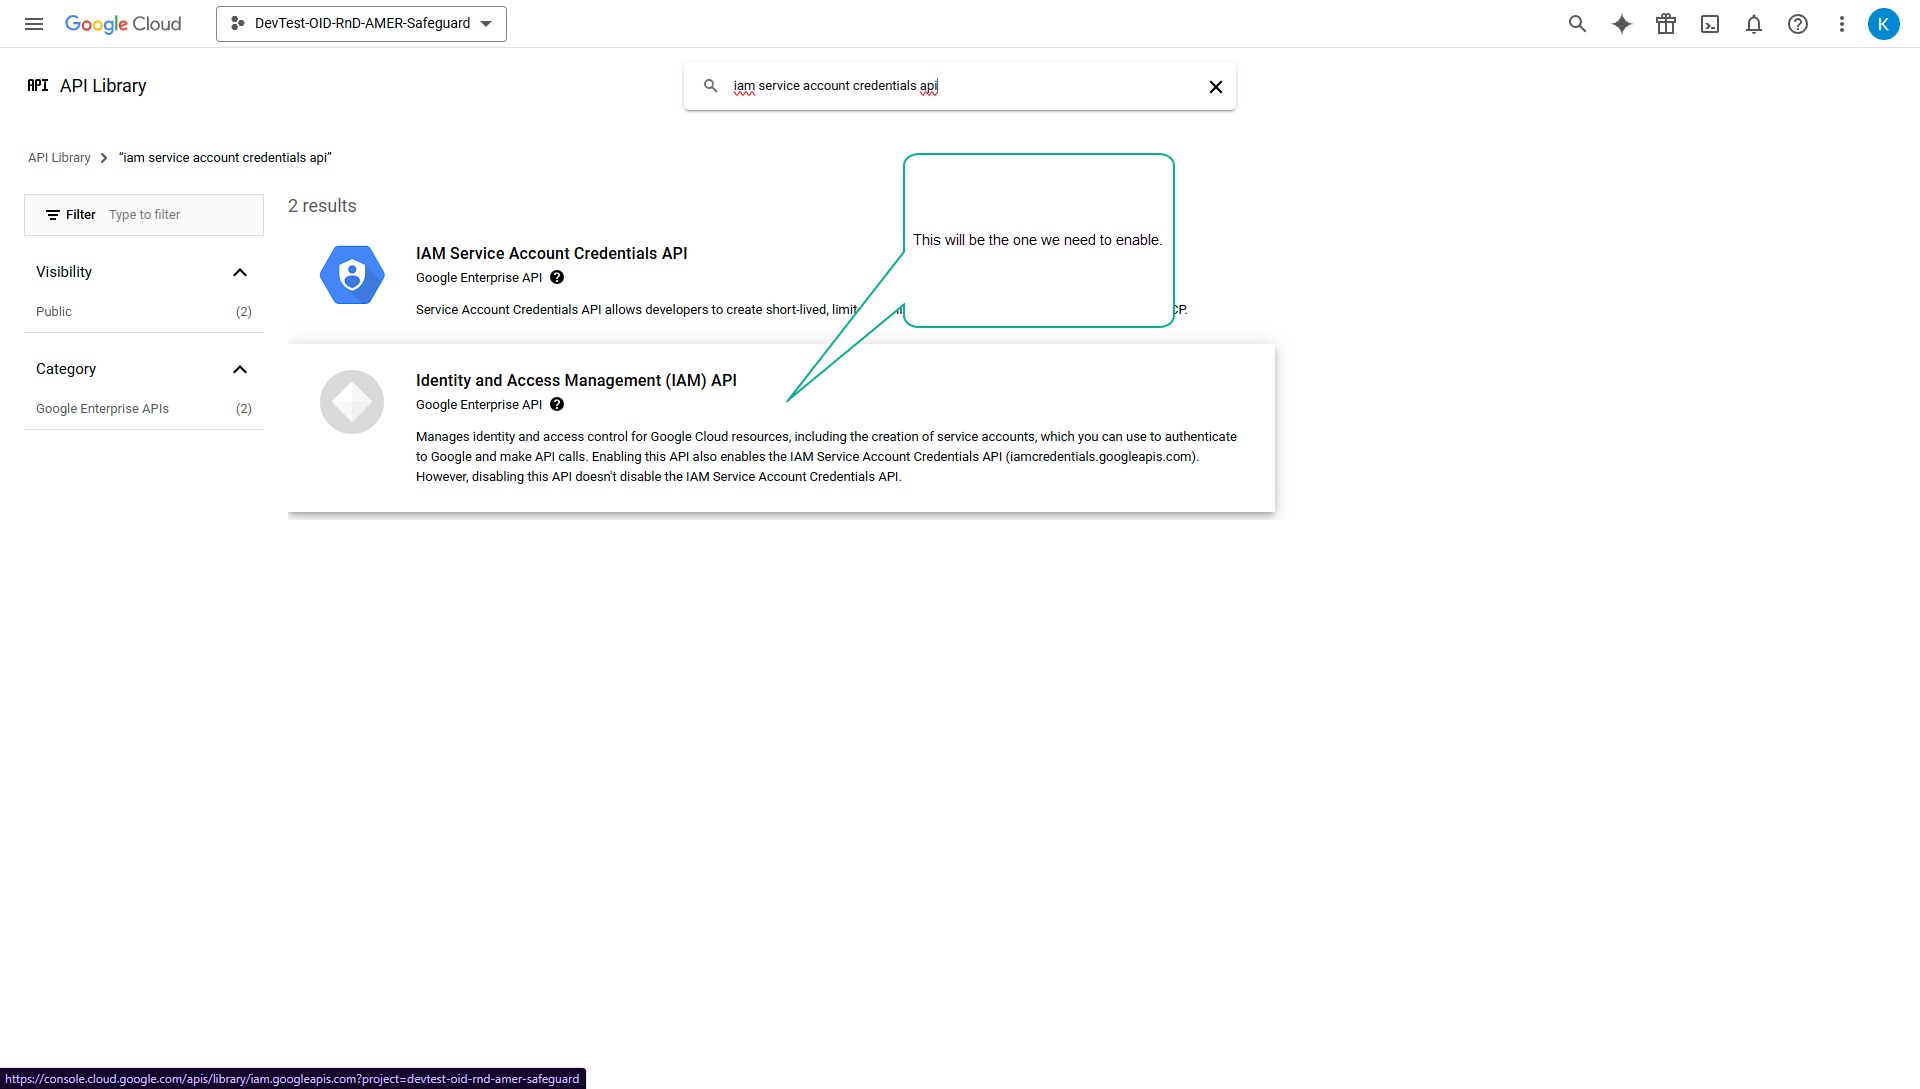 Google Cloud
DevTest-OID-RnD-AMER-Safeguard
K
API API Library
iam service account credentials api
API Library
“iam service account credentials api”
Filter Type to filter
2 results
Visibility
Public (2)
Category
Google Enterprise APIs (2)
IAM Service Account Credentials API
Google Enterprise API
Service Account Credentials API allows developers to create short-lived,
This will be the one we need to enable.
Identity and Access Management (IAM) API
Google Enterprise API
Manages identity and access control for Google Cloud resources, including the creation of service accounts, which you can use to authenticate
to Google and make API calls. Enabling this API also enables the IAM Service Account Credentials API (iamcredentials.googleapis.com).
However, disabling this API doesn't disable the IAM Service Account Credentials API.
https://console.cloud.google.com/apis/library/iam.googleapis.com?project=devtest-oid-rnd-amer-safeguard